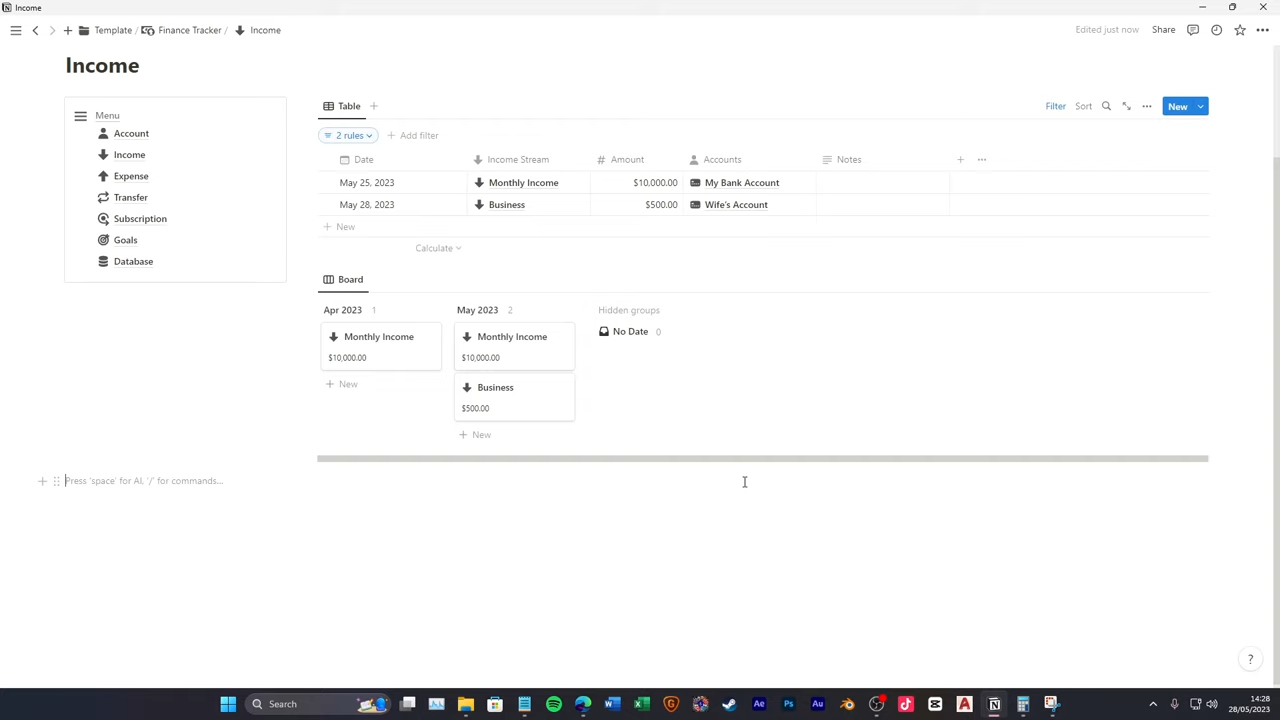 Income
Template / Finance Tracker / Income
Edited just now
Share
Income
Menu
Account
Income
Expense
Transfer
Subscription
Goals
Database
Table
Filter
Sort
New
2 rules
Add filter
Date
Income Stream
Amount
Accounts
Notes
May 25, 2023
Monthly Income
$10,000.00
My Bank Account
May 28, 2023
Business
$500.00
Wife's Account
New
Calculate
Board
Apr 2023 1
May 2023 2
Hidden groups
Monthly Income
$10,000.00
New
Monthly Income
$10,000.00
Business
$500.00
New
No Date 0
Press 'space' for AI, '/' for commands...
?
Search
Ae
Ps
Au
14:28
28/05/2023